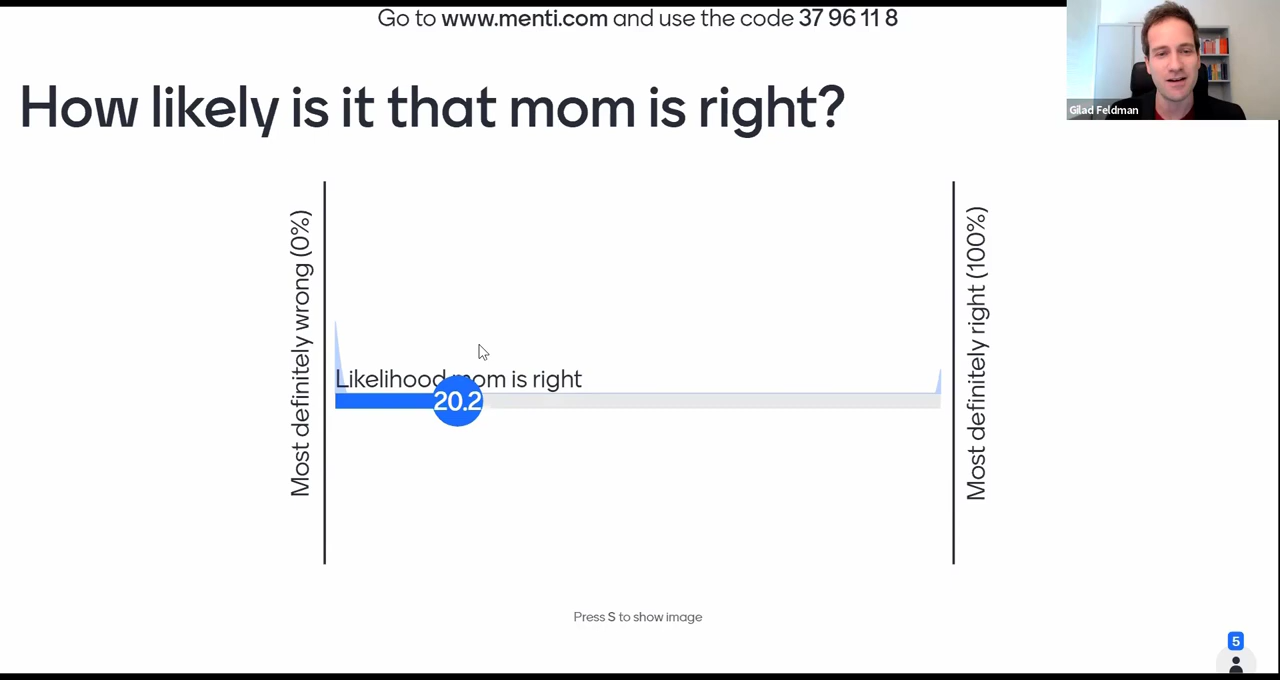 Go to www.menti.com and use the code 37 96 11 8
Gilad Feldman
How likely is it that mom is right?
Most definitely wrong (0%)
Most definitely right (100%)
Likelihood mom is right
20.2
Press S to show image
5